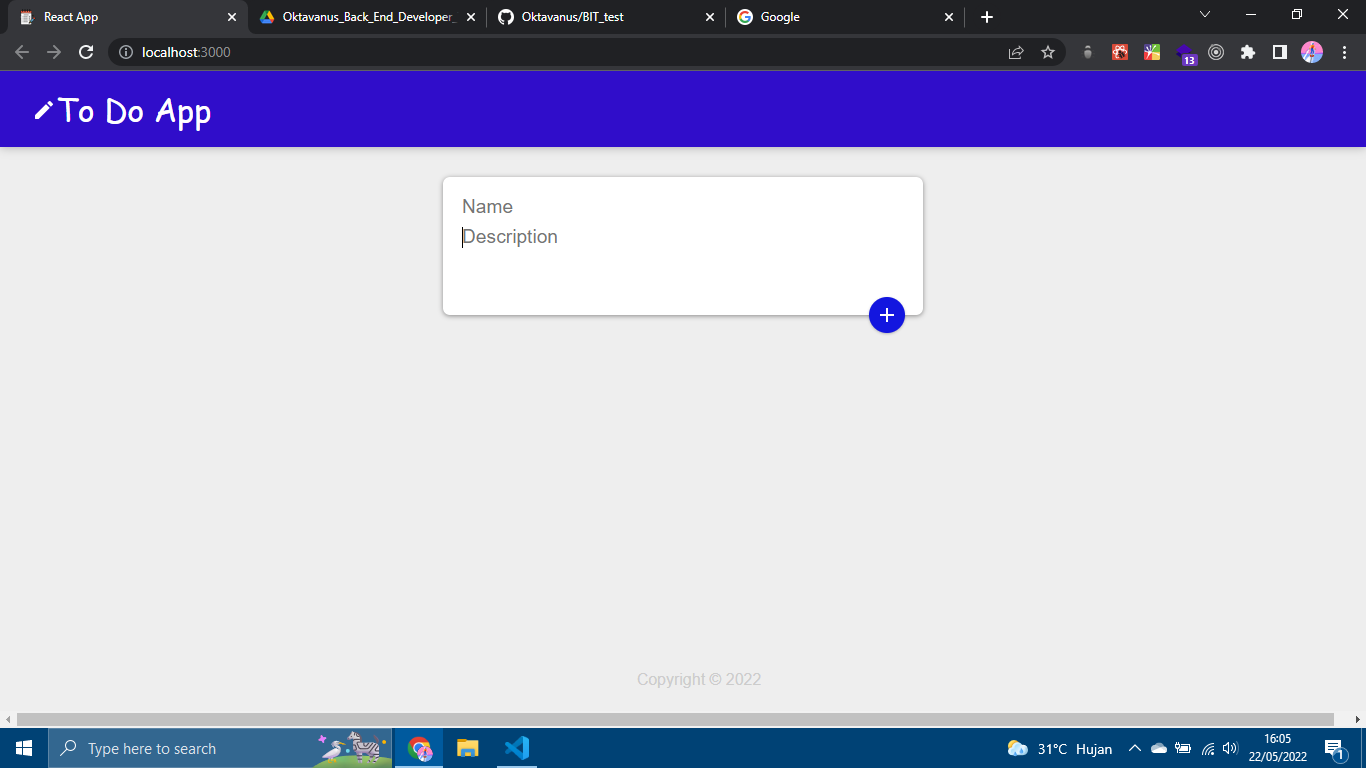 React App
Oktavanus_Back_End_Developer_
Oktavanus/BIT_test
Google
localhost:3000
13
To Do App
Name
Description
Copyright © 2022
Type here to search
31°C Hujan
16:05
22/05/2022
1